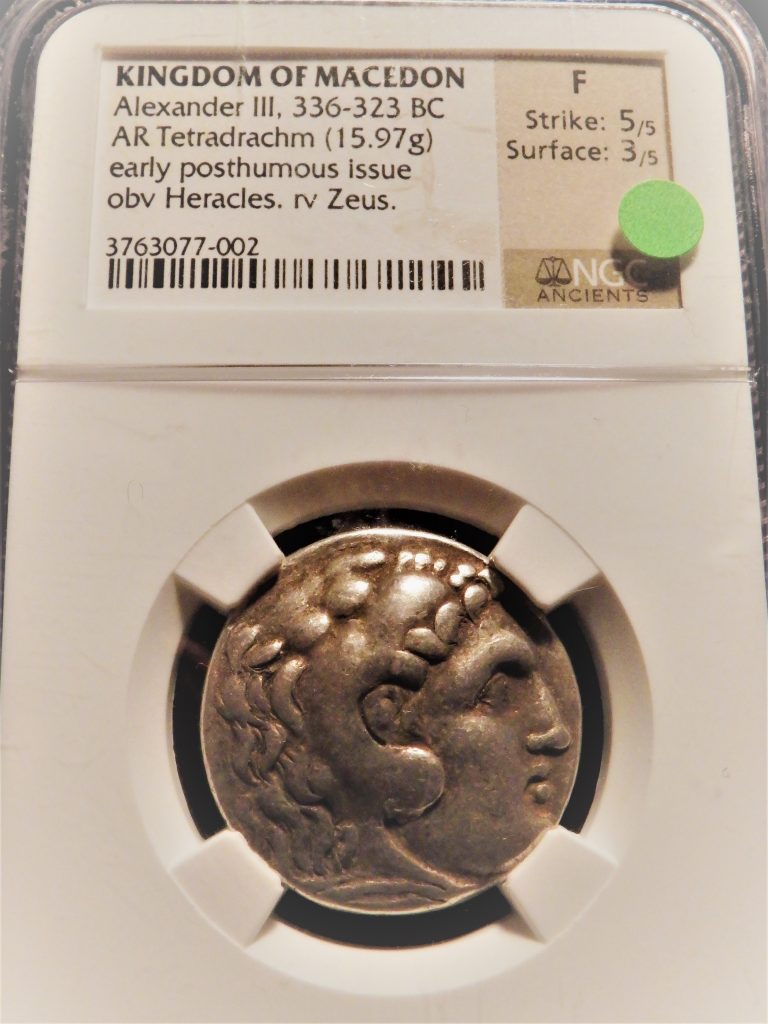 KINGDOM OF MACEDON
Alexander III, 336-323 BC
AR Tetradrachm (15.97g)
early posthumous issue
obv Heracles. rv Zeus.
3763077-002
F
Strike: 5/5
Surface: 3/5
NGC
ANCIENTS